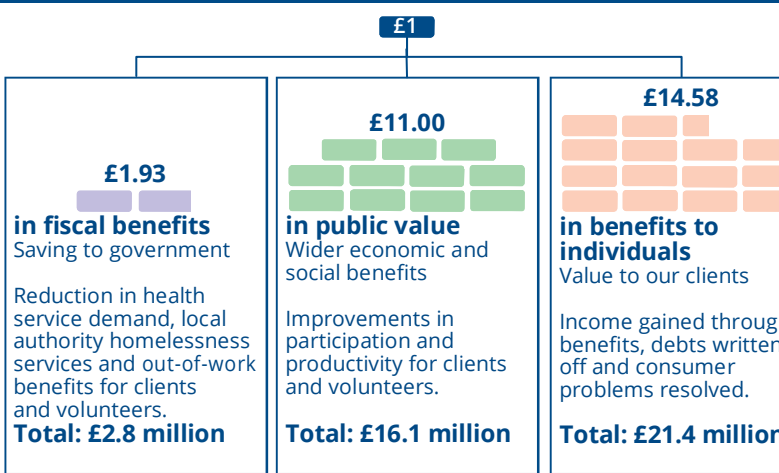 £1
£1.93
in fiscal benefits
Saving to government
Reduction in health
service demand, local
authority homelessness
services and out-of-work
benefits for clients
and volunteers.
Total: £2.8 million
£11.00
in public value
Wider economic and
social benefits
Improvements in
participation and
productivity for clients
and volunteers.
Total: £16.1 million
£14.58
in benefits to
individuals
Value to our clients
Income gained throug
benefits, debts written
off and consumer
problems resolved.
Total: £21.4 million